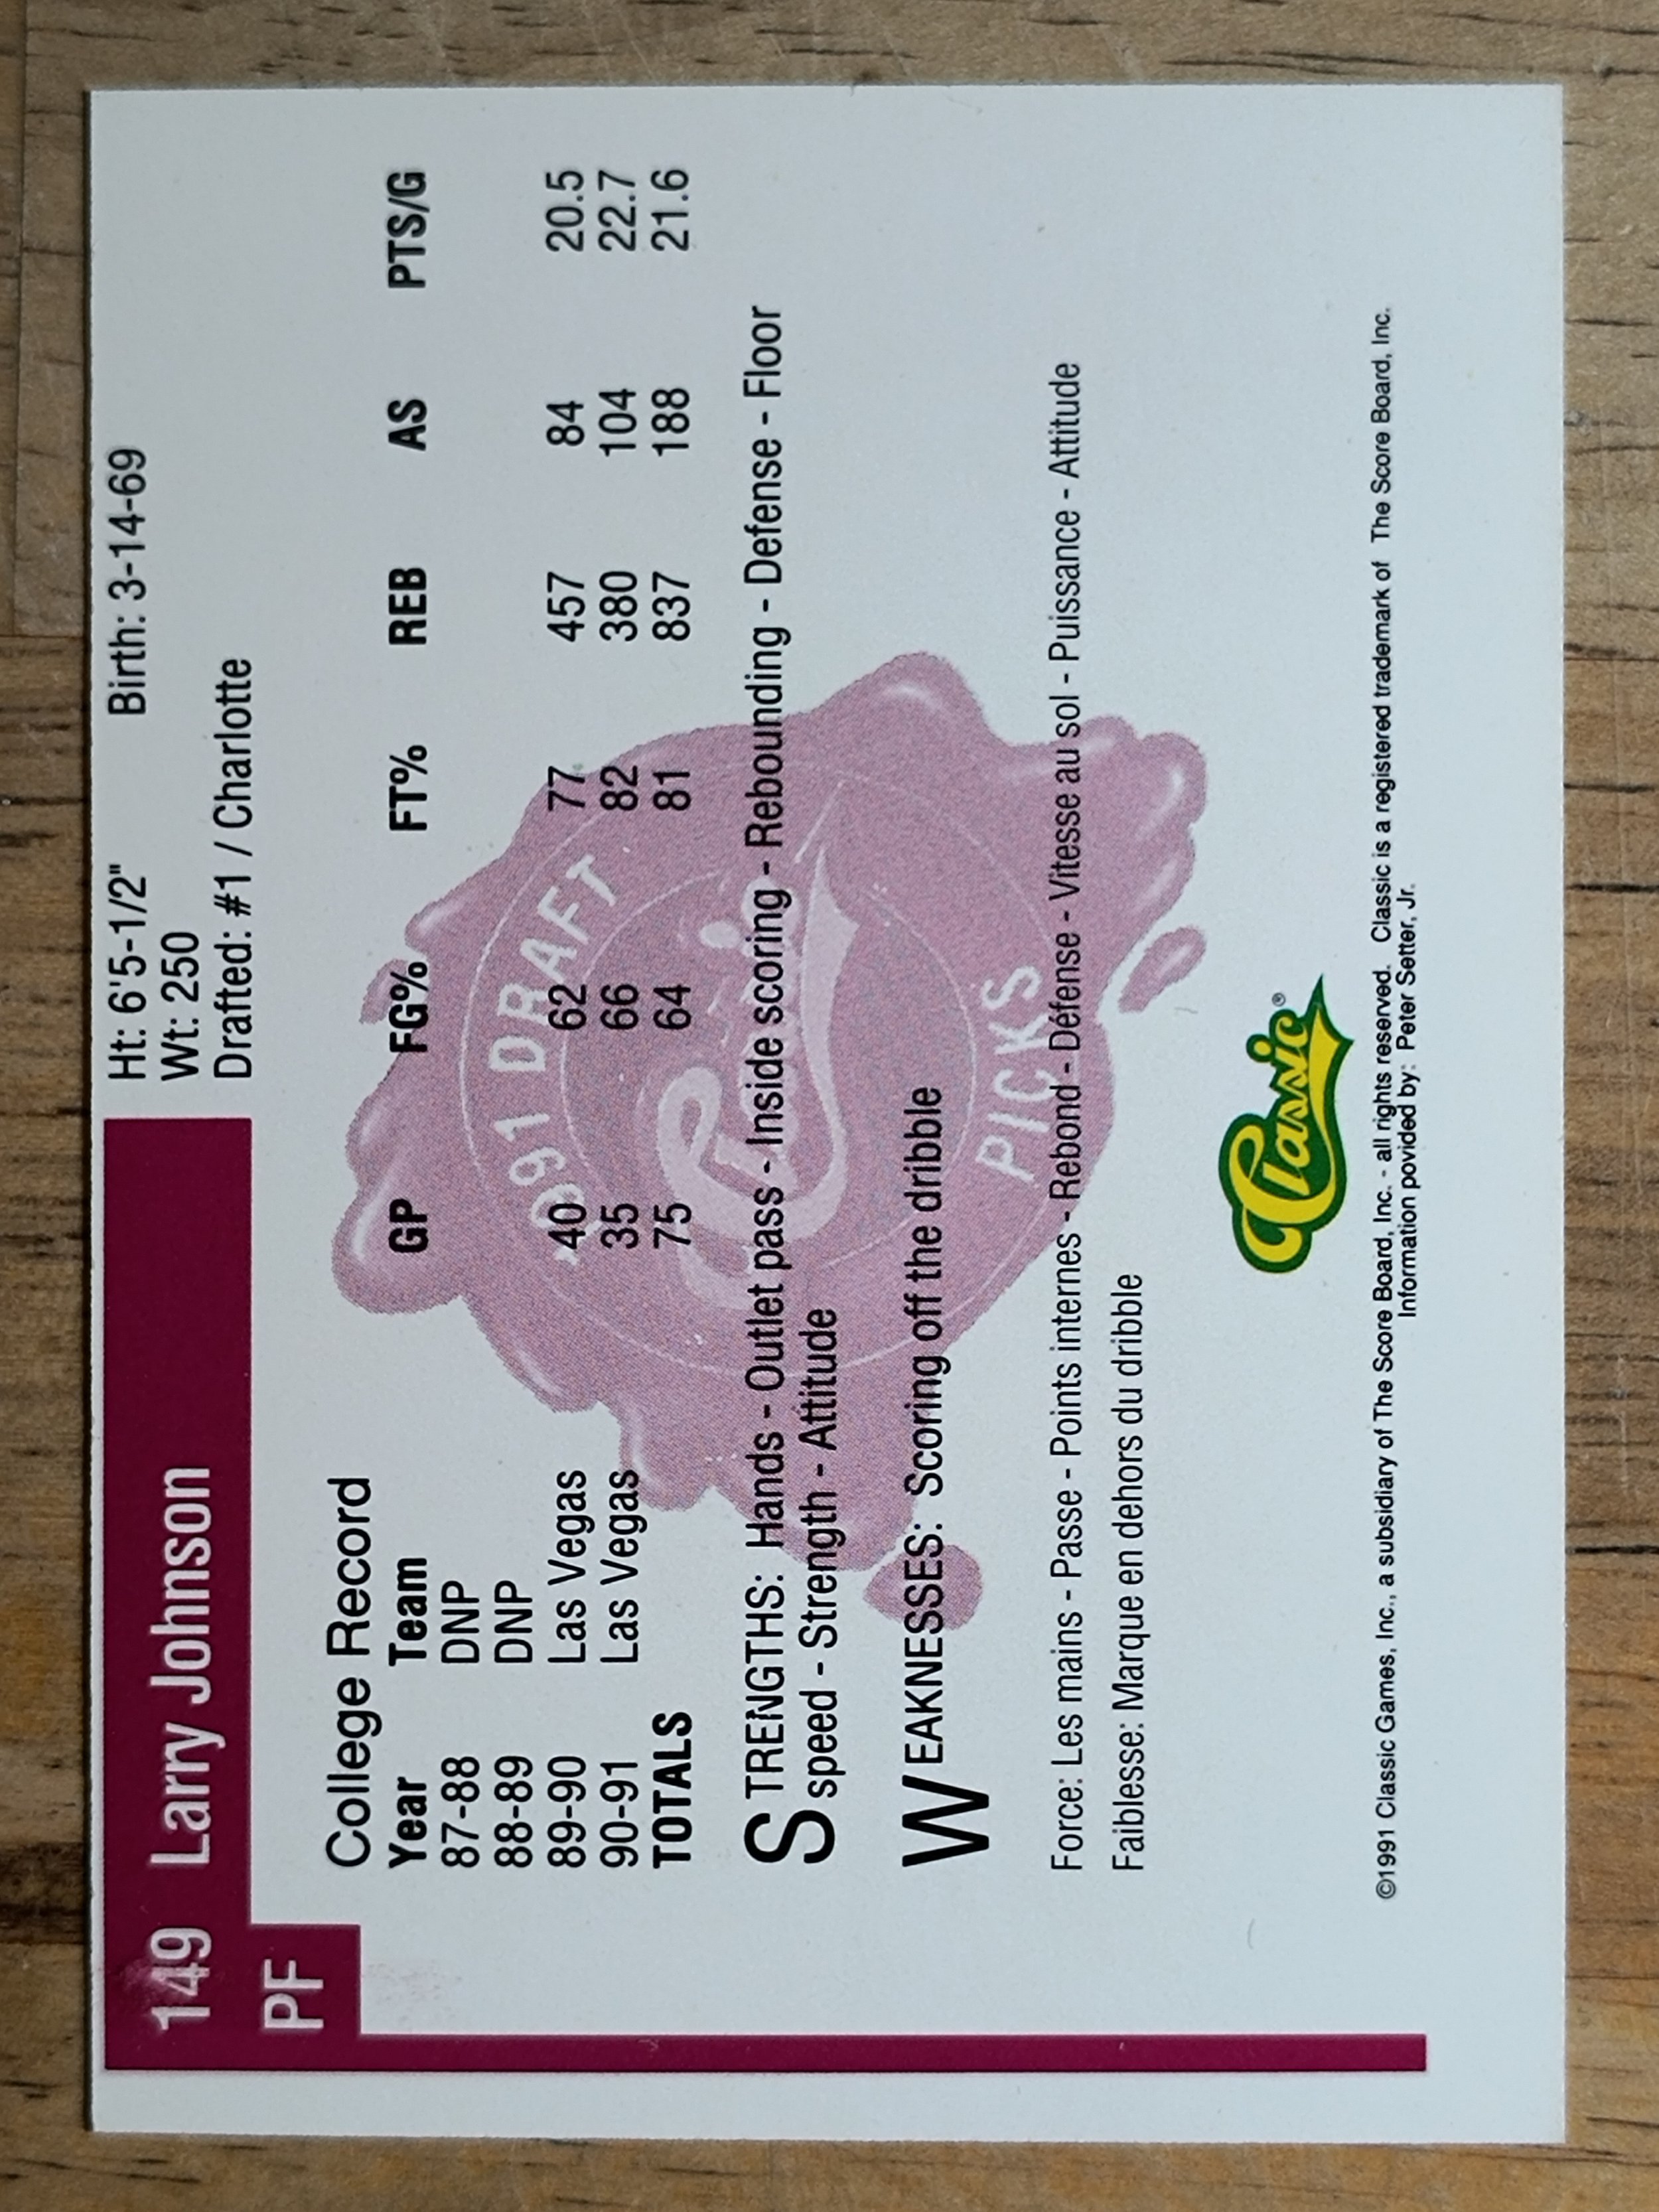 149 Larry Johnson
PF
Ht: 6'5-1/2" Birth: 3-14-69
Wt: 250
Drafted: #1 / Charlotte
College Record
Year Team GP FG% FT% REB AS PTS/G
87-88 DNP
88-89 DNP
89-90 Las Vegas 40 62 77 457 84 20.5
90-91 Las Vegas 35 66 82 380 104 22.7
TOTALS 75 64 81 837 188 21.6
1991 DRAFT
Classic
PICKS
STRENGTHS: Hands - Outlet pass - Inside scoring - Rebounding - Defense - Floor
speed - Strength - Attitude
WEAKNESSES: Scoring off the dribble
Force: Les mains - Passe - Points internes - Rebond - Défense - Vitesse au sol - Puissance - Attitude
Faiblesse: Marque en dehors du dribble
Classic®
©1991 Classic Games, Inc., a subsidiary of The Score Board, Inc. - all rights reserved. Classic is a registered trademark of The Score Board, Inc.
Information povided by: Peter Setter, Jr.